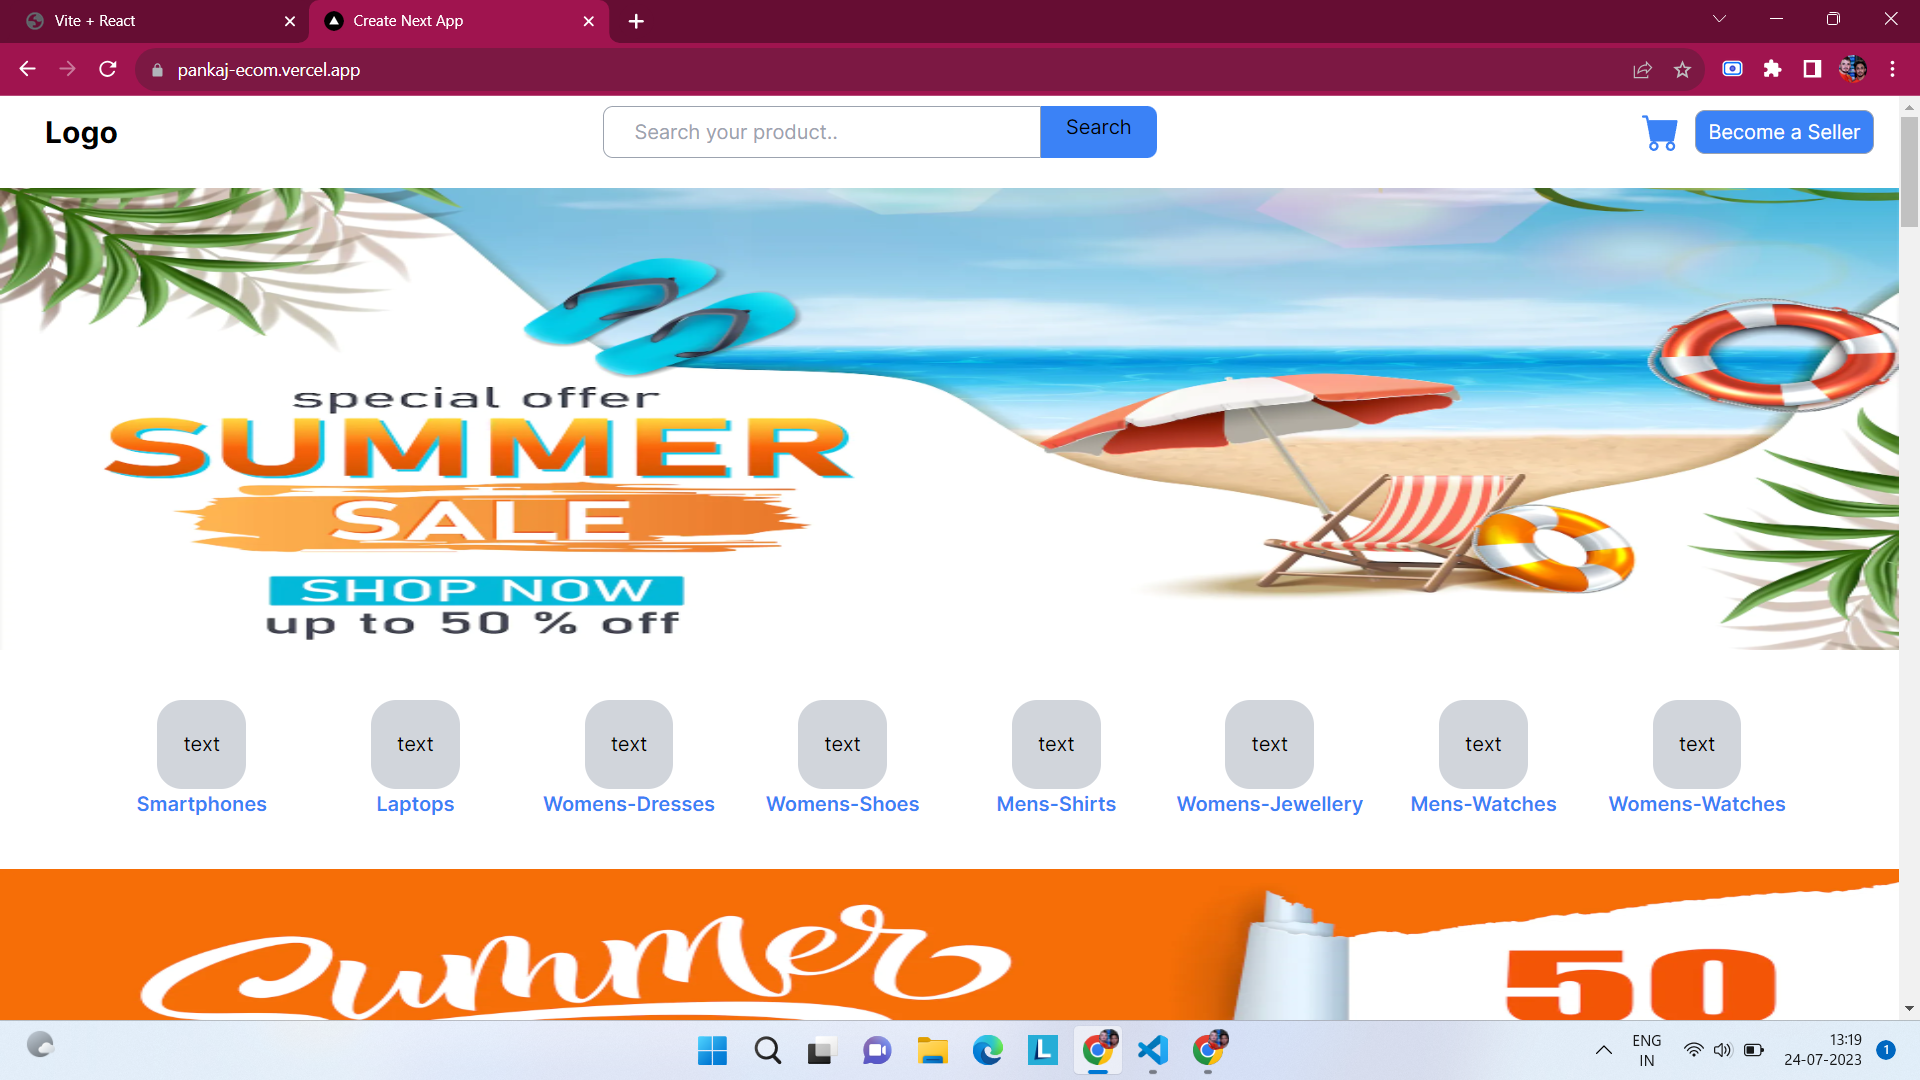 Vite + React
Create Next App
pankaj-ecom.vercel.app
Logo
Search your product..
Search
Become a Seller
special offer
SUMMER
SALE
SHOP NOW
up to 50 % off
text text text text text text text text
Smartphones Laptops Womens-Dresses Womens-Shoes Mens-Shirts Womens-Jewellery Mens-Watches Womens-Watches
Summer
50
L
ENG
IN
13:19
24-07-2023
1